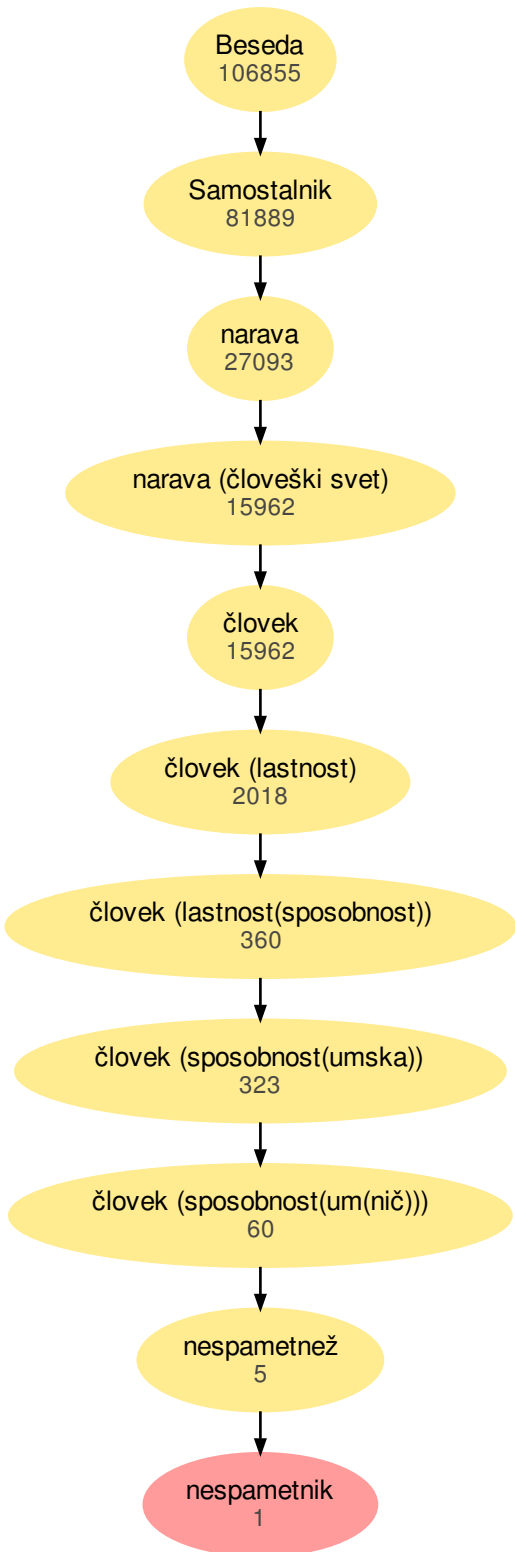 Beseda
106855
Samostalnik
81889
narava
27093
narava (človeški svet)
15962
človek
15962
človek (lastnost)
2018
človek (lastnost(sposobnost))
360
človek (sposobnost(umska))
323
človek (sposobnost(um(nič)))
60
nespametnež
5
nespametnik
1